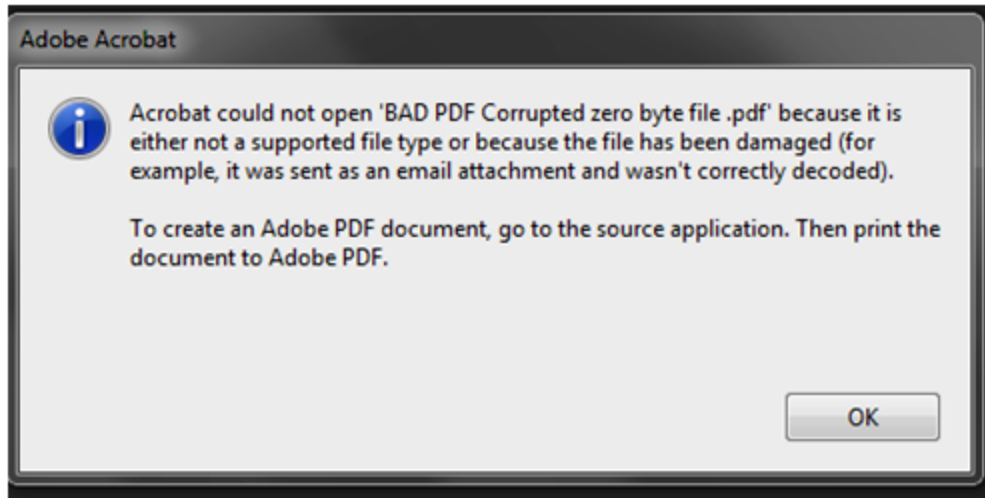 Adobe Acrobat
Acrobat could not open 'BAD PDF Corrupted zero byte file .pdf' because it is
either not a supported file type or because the file has been damaged (for
example, it was sent as an email attachment and wasn't correctly decoded).
To create an Adobe PDF document, go to the source application. Then print the
document to Adobe PDF.
OK